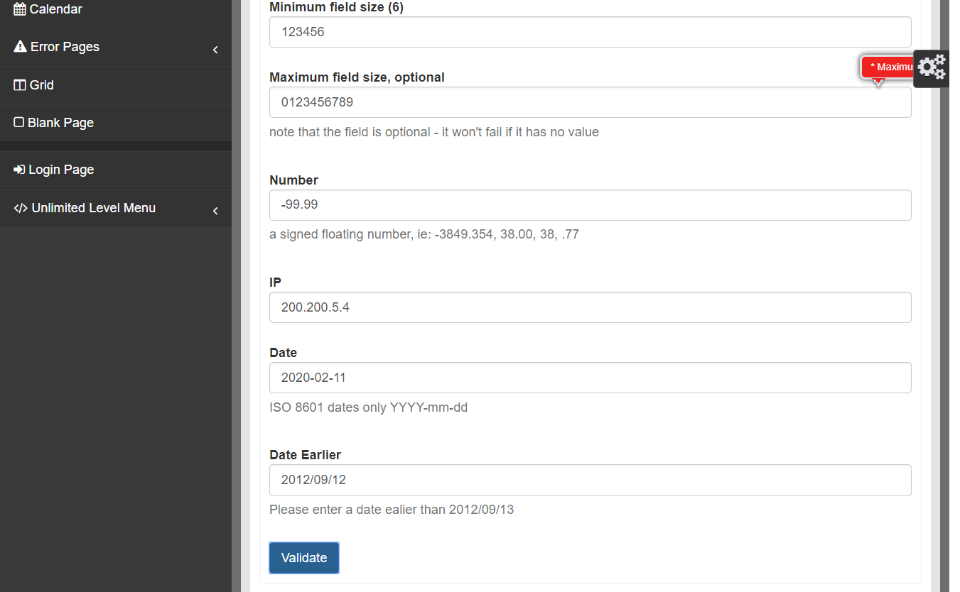 Calendar
Error Pages
Grid
Blank Page
Login Page
Unlimited Level Menu
Minimum field size (6)
123456
* Maximu
Maximum field size, optional
0123456789
note that the field is optional - it won't fail if it has no value
Number
-99.99
a signed floating number, ie: -3849.354, 38.00, 38, .77
IP
200.200.5.4
Date
2020-02-11
ISO 8601 dates only YYYY-mm-dd
Date Earlier
2012/09/12
Please enter a date ealier than 2012/09/13
Validate